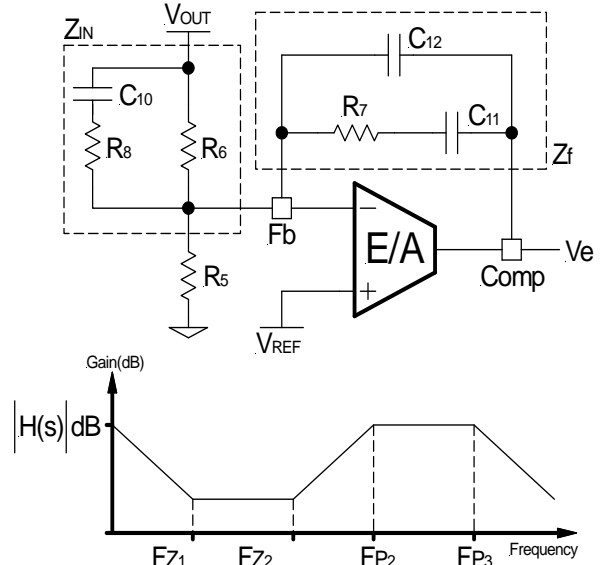 ZIN
VOUT
C12
C10
R8
R6
R7
C11
Zf
Fb
E/A
Comp
Ve
R5
VREF
Gain(dB)
|H(s)|dB
FZ1
FZ2
FP2
FP3
Frequency